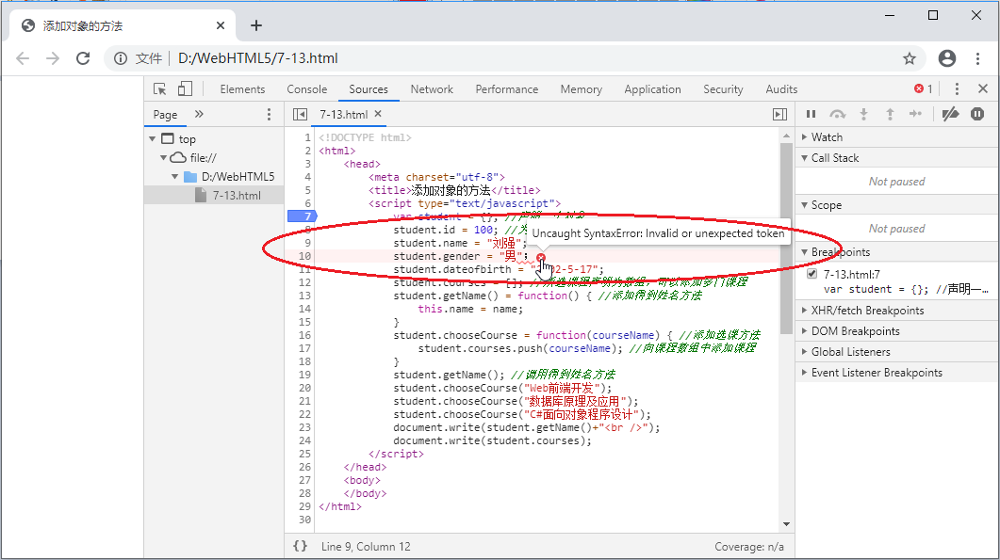 添加对象的方法
文件 D:/WebHTML5/7-13.html
Elements Console Sources Network Performance Memory Application Security Audits 1
Page » 7-13.html
top
file://
D:/WebHTML5
7-13.html
1 <!DOCTYPE html>
2 <html>
3 <head>
4 <meta charset="utf-8">
5 <title>添加对象的方法</title>
6 <script type="text/javascript">
7 var student = {}; //声明一个对象
8 student.id = 100; //
9 student.name = "刘强";
10 student.gender = "男"；
Uncaught SyntaxError: Invalid or unexpected token
11 student.dateofbirth = "2002-5-17";
12 student.courses = []; //所选课程声明为数组，可以添加多门课程
13 student.getName() = function() { //添加得到姓名方法
14 this.name = name;
15 }
16 student.chooseCourse = function(courseName) { //添加选课方法
17 student.courses.push(courseName); //向课程数组中添加课程
18 }
19 student.getName(); //调用得到姓名方法
20 student.chooseCourse("Web前端开发");
21 student.chooseCourse("数据库原理及应用");
22 student.chooseCourse("C#面向对象程序设计");
23 document.write(student.getName()+"<br />");
24 document.write(student.courses);
25 </script>
26 </head>
27 <body>
28 </body>
29 </html>
30
{} Line 9, Column 12 Coverage: n/a
Watch
Call Stack
Not paused
Scope
Not paused
Breakpoints
7-13.html:7
var student = {}; //声明一…
XHR/fetch Breakpoints
DOM Breakpoints
Global Listeners
Event Listener Breakpoints